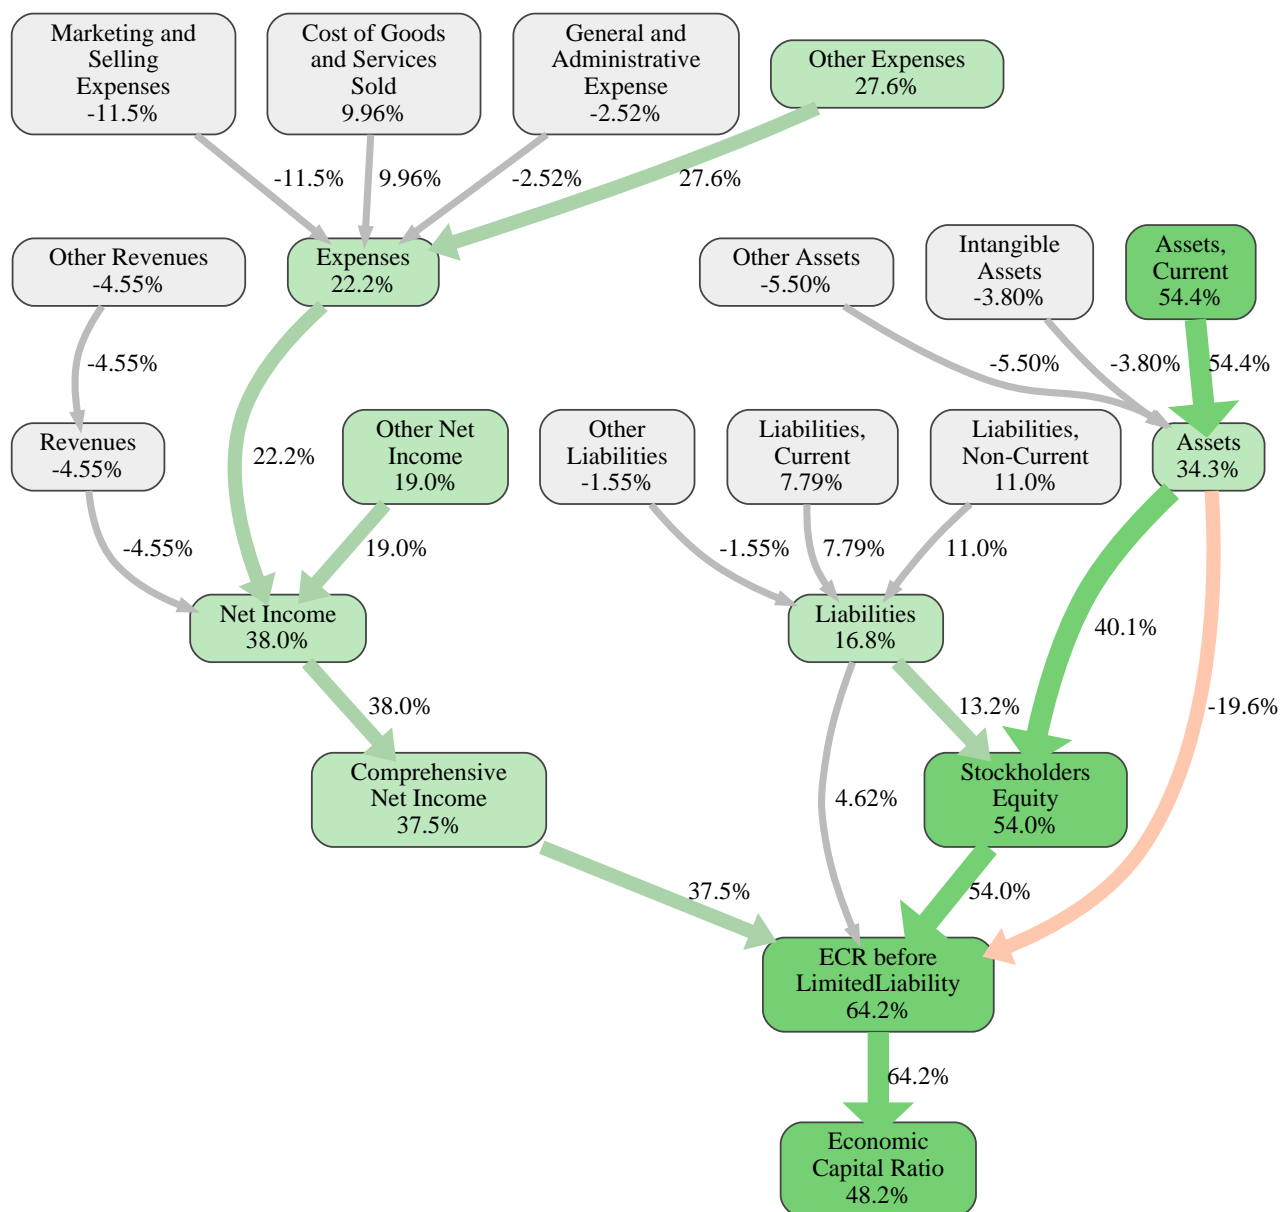 Marketing and
Selling
Expenses
-11.5%
Cost of Goods
and Services
Sold
9.96%
General and
Administrative
Expense
-2.52%
Other Expenses
27.6%
-11.5%
9.96%
-2.52%
27.6%
Other Revenues
-4.55%
Expenses
22.2%
Other Assets
-5.50%
Intangible
Assets
-3.80%
Assets,
Current
54.4%
-4.55%
-5.50%
-3.80%
54.4%
Revenues
-4.55%
22.2%
Other Net
Income
19.0%
Other
Liabilities
-1.55%
Liabilities,
Current
7.79%
Liabilities,
Non-Current
11.0%
Assets
34.3%
-4.55%
19.0%
-1.55%
7.79%
11.0%
Net Income
38.0%
Liabilities
16.8%
40.1%
38.0%
13.2%
-19.6%
Comprehensive
Net Income
37.5%
4.62%
Stockholders
Equity
54.0%
37.5%
54.0%
ECR before
LimitedLiability
64.2%
64.2%
Economic
Capital Ratio
48.2%